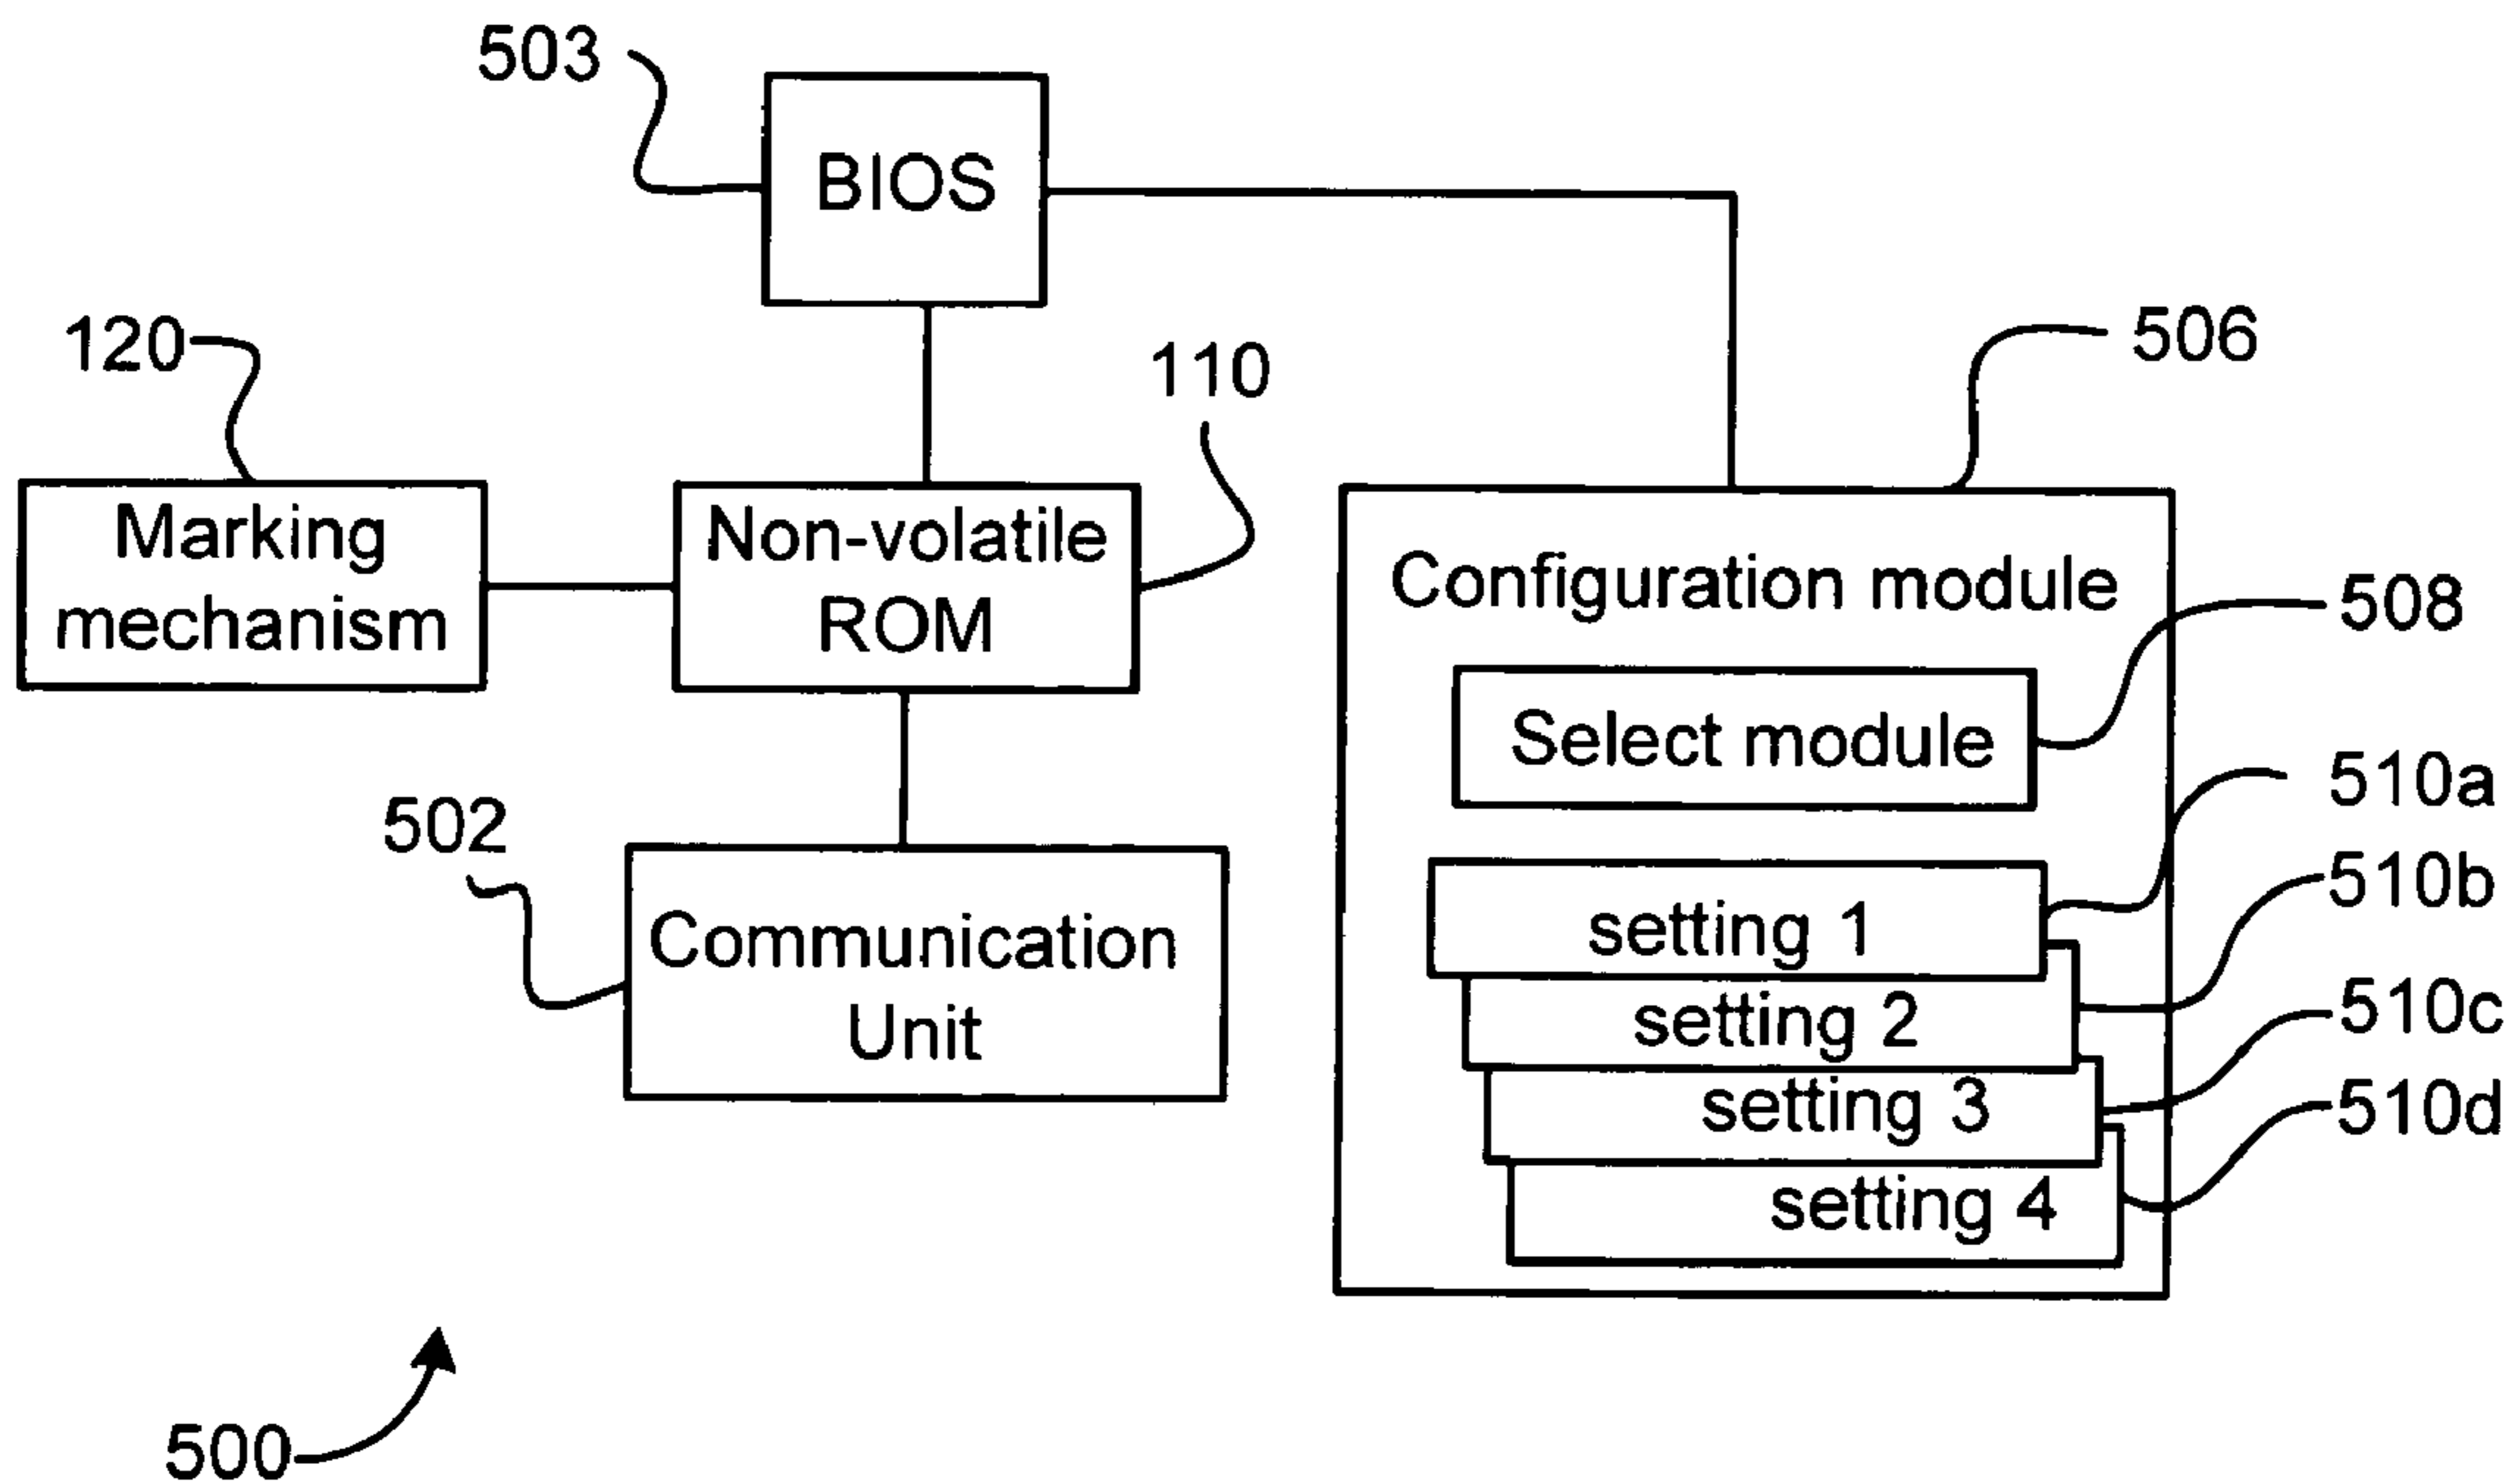 503
BIOS
120
110
506
Marking
mechanism
Non-volatile
ROM
Configuration module
508
Select module
510a
502
510b
Communication
Unit
setting 1
510c
setting 2
510d
setting 3
setting 4
500